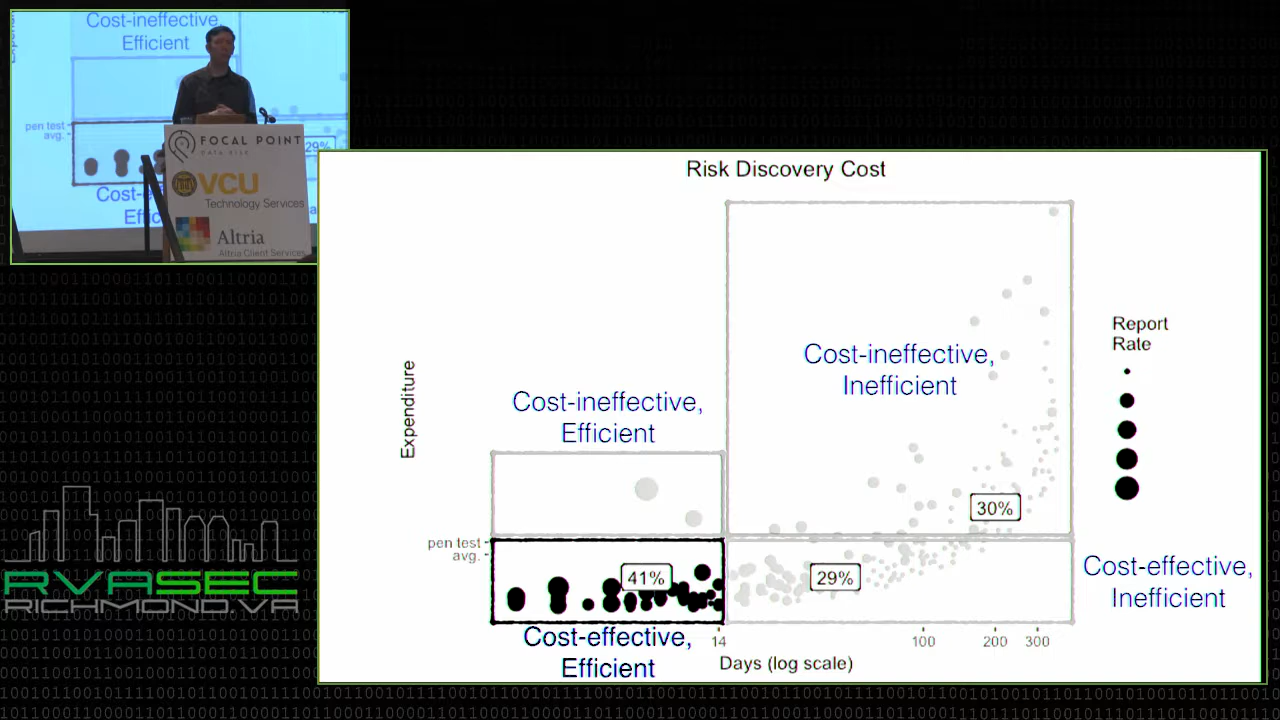 Cost-ineffective,
Efficient
pen test
avg.
29%
FOCAL POINT
DATA RISK
VCU
Technology Services
Altria
Altria Client Services
RVASEC
RICHMOND.VA
Risk Discovery Cost
Expenditure
Cost-ineffective,
Efficient
Cost-ineffective,
Inefficient
Report
Rate
30%
pen test
avg.
41%
29%
Cost-effective,
Inefficient
Cost-effective,
Efficient
14
100
200
300
Days (log scale)